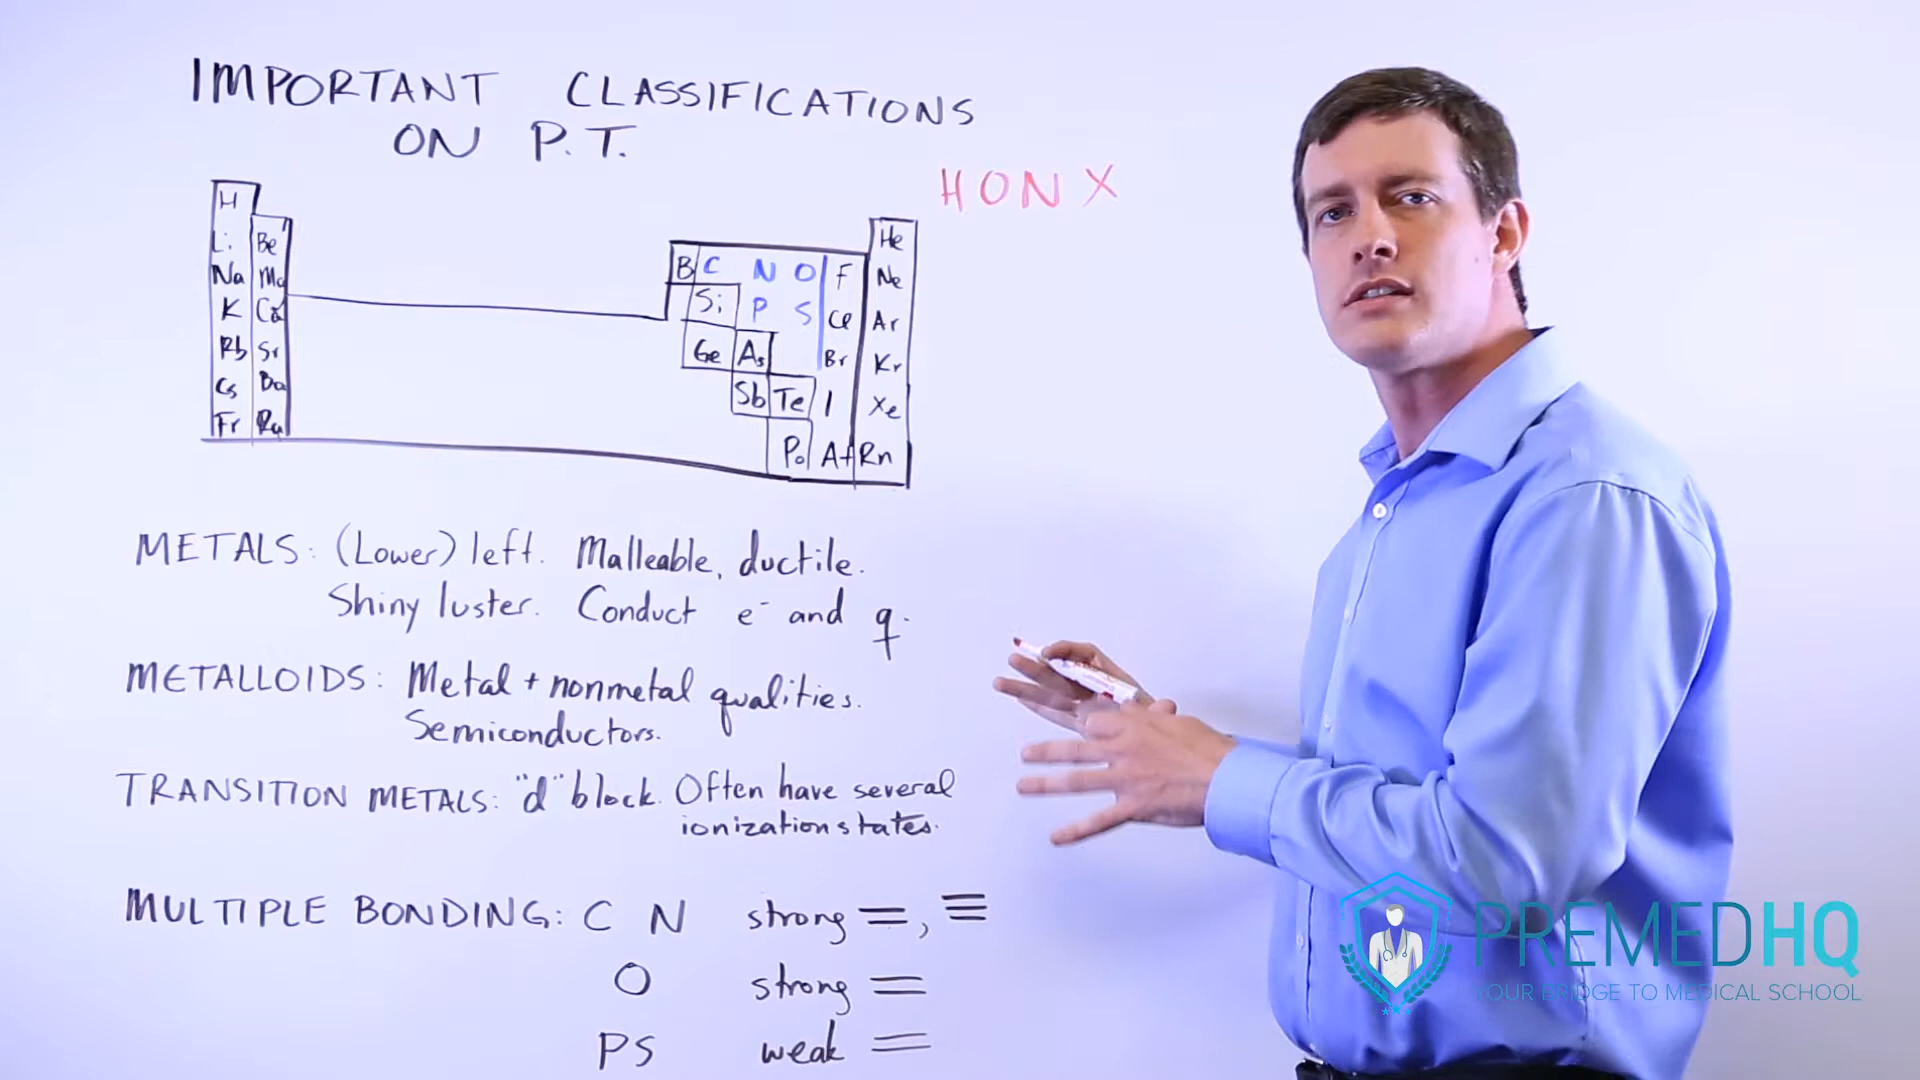 IMPORTANT CLASSIFICATIONS
ON P.T.
H O N X
H He
Li Be B C N O F Ne
Na Mg Si P S Cl Ar
K Ca Ge As Br Kr
Rb Sr Sb Te I Xe
Cs Ba Po At Rn
Fr Ra
METALS: (Lower) left. Malleable, ductile.
Shiny luster. Conduct e⁻ and q.
METALLOIDS: Metal + nonmetal qualities.
Semiconductors.
TRANSITION METALS: "d" block. Often have several
ionization states.
MULTIPLE BONDING: C N strong =, ≡
O strong =
P S weak =
PREMEDHQ
YOUR BRIDGE TO MEDICAL SCHOOL